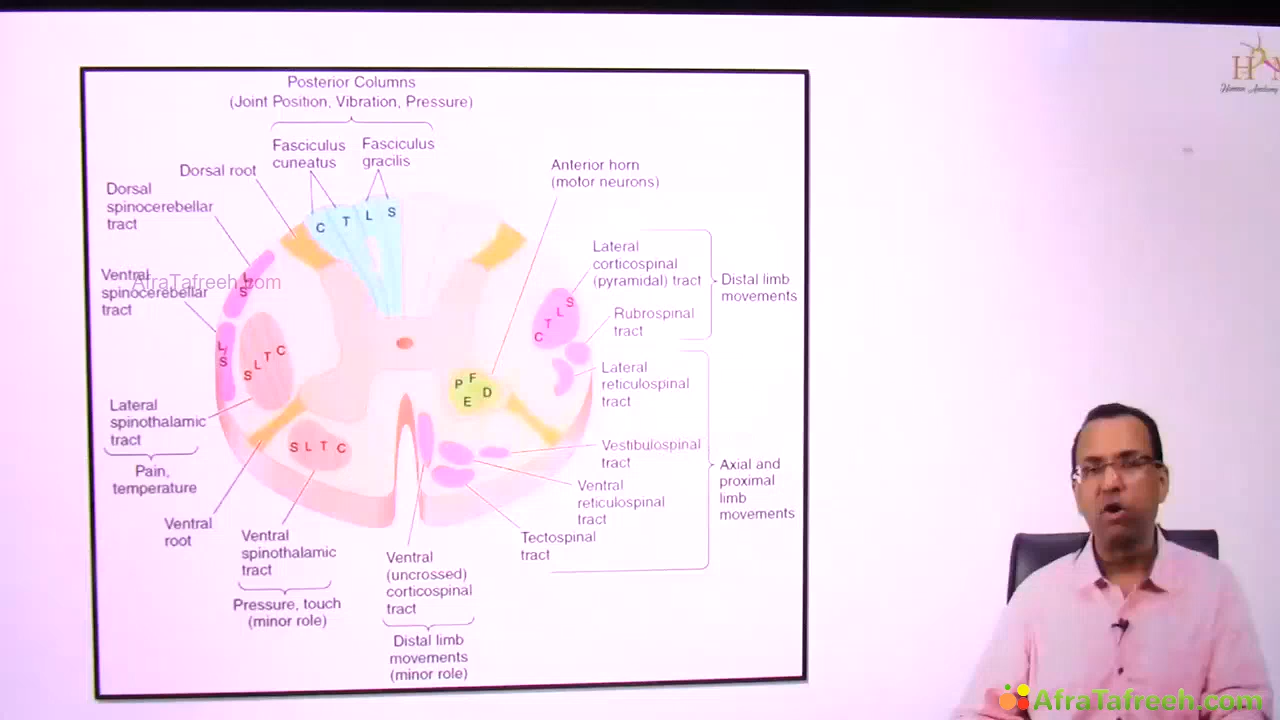 Posterior Columns
(Joint Position, Vibration, Pressure)
Fasciculus
cuneatus
Fasciculus
gracilis
Dorsal root
Dorsal
spinocerebellar
tract
Anterior horn
(motor neurons)
C T L S
Ventral
spinocerebellar
tract
AfraTafreeh.com
L
S
L
S
S L T C
Lateral
corticospinal
(pyramidal) tract
S
L
T
C
Distal limb
movements
Rubrospinal
tract
Lateral
reticulospinal
tract
P F
E D
Lateral
spinothalamic
tract
Pain,
temperature
S L T C
Vestibulospinal
tract
Ventral
reticulospinal
tract
Axial and
proximal
limb
movements
Ventral
root
Ventral
spinothalamic
tract
Pressure, touch
(minor role)
Tectospinal
tract
Ventral
(uncrossed)
corticospinal
tract
Distal limb
movements
(minor role)
Human Anatomy
AfraTafreeh.com